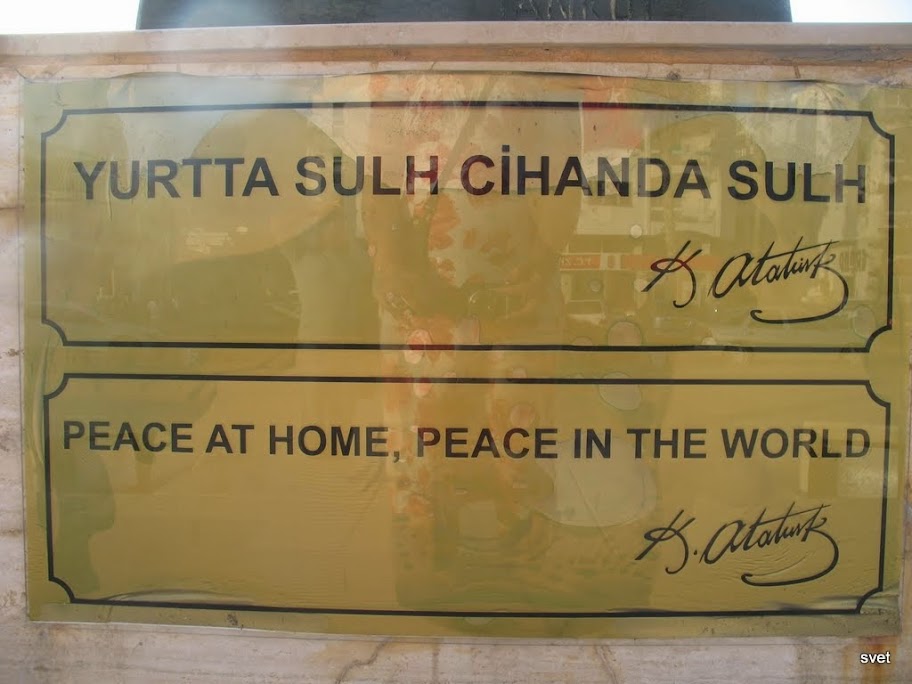 YURTTA SULH CİHANDA SULH
K Atatürk
PEACE AT HOME, PEACE IN THE WORLD
K. Atatürk
svet